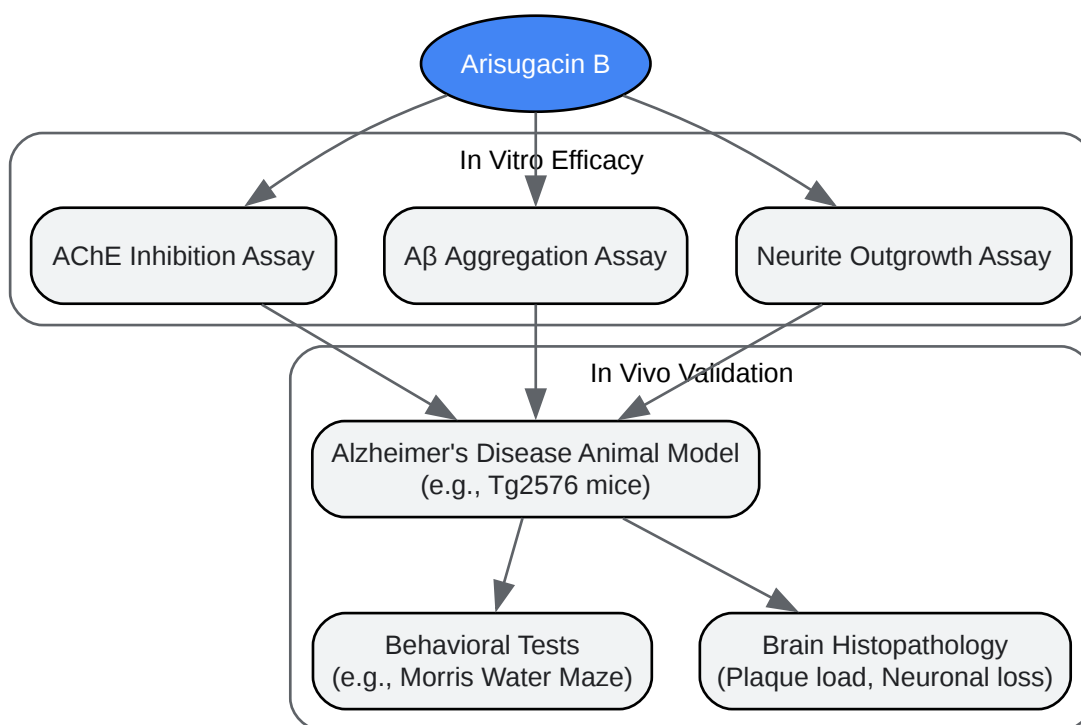 Arisugacin B
In Vitro Efficacy
AChE Inhibition Assay
Aβ Aggregation Assay
Neurite Outgrowth Assay
In Vivo Validation
Alzheimer's Disease Animal Model
(e.g., Tg2576 mice)
Behavioral Tests
(e.g., Morris Water Maze)
Brain Histopathology
(Plaque load, Neuronal loss)